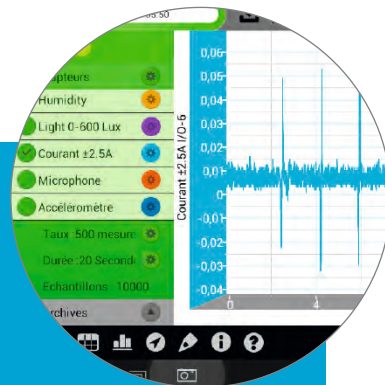 :50
apteurs
Humidity
Light 0-600 Lux
Courant ±2.5A
Microphone
Accéléromètre
Taux :500 mesure
Durée :20 Second
Echantillons : 10000
rchives
Courant ±2.5A I/O-6
0,06
0,05
0,04
0,03
0,02
0,01
0
-0,01
-0,02
-0,03
-0,04
0 4